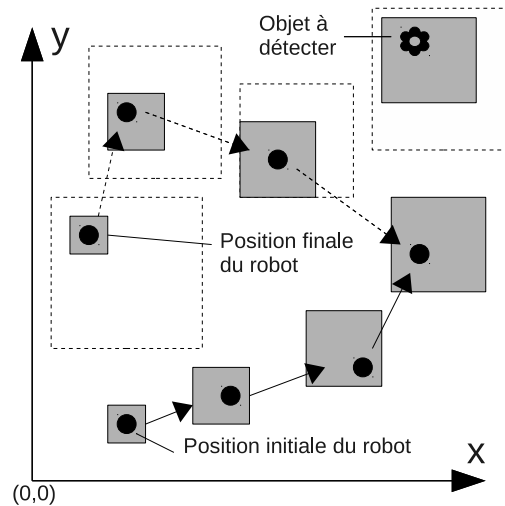 y
Objet à
détecter
Position finale
du robot
Position initiale du robot
x
(0,0)